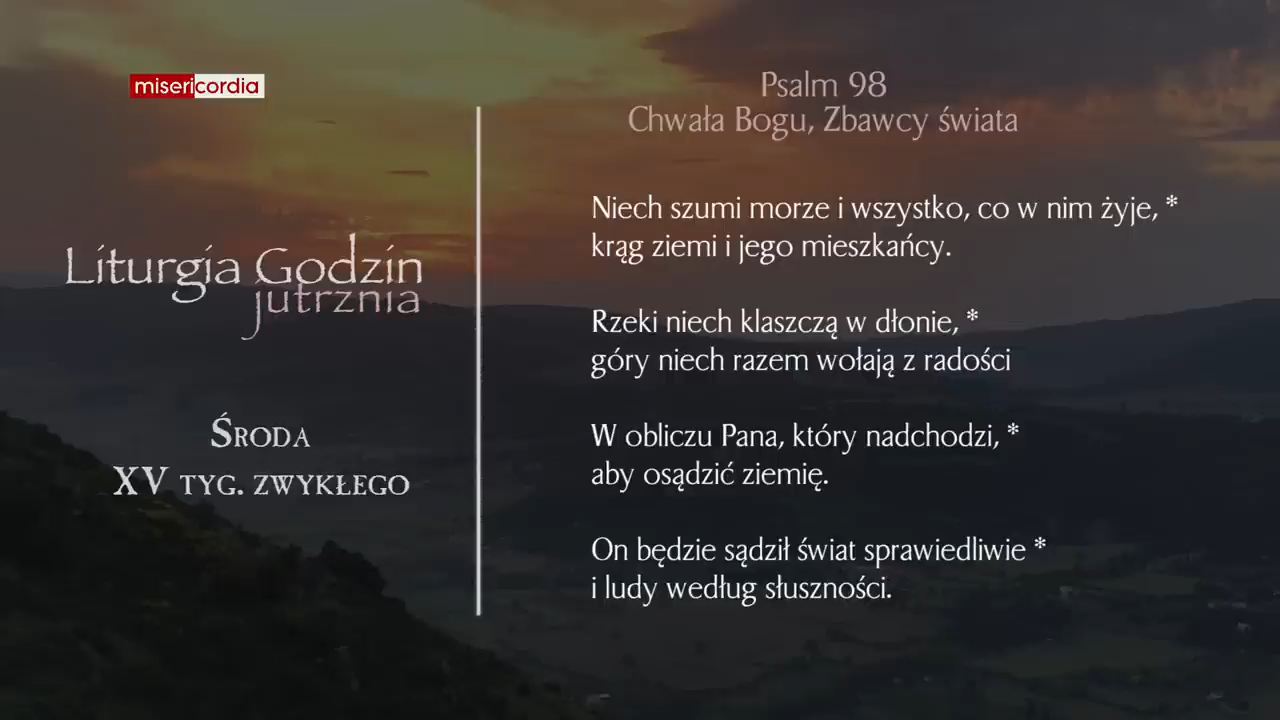 misericordia
Liturgia Godzin
jutrznia
Środa
XV tyg. zwykłego
Psalm 98
Chwała Bogu, Zbawcy świata
Niech szumi morze i wszystko, co w nim żyje, *
krąg ziemi i jego mieszkańcy.
Rzeki niech klaszczą w dłonie, *
góry niech razem wołają z radości
W obliczu Pana, który nadchodzi, *
aby osądzić ziemię.
On będzie sądził świat sprawiedliwie *
i ludy według słuszności.